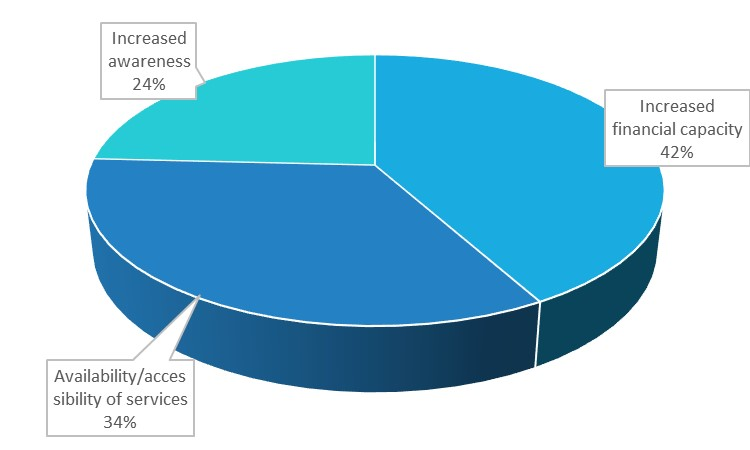 Increased
awareness
24%
Increased
financial capacity
42%
Availability/acces
sibility of services
34%